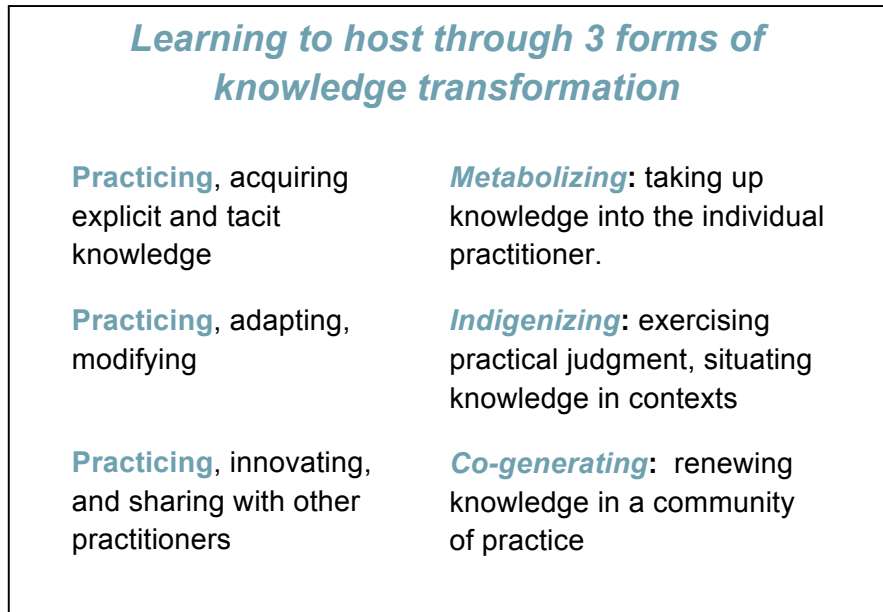 Learning to host through 3 forms of
knowledge transformation
Practicing, acquiring
explicit and tacit
knowledge
Metabolizing: taking up
knowledge into the individual
practitioner.
Practicing, adapting,
modifying
Indigenizing: exercising
practical judgment, situating
knowledge in contexts
Practicing, innovating,
and sharing with other
practitioners
Co-generating:  renewing
knowledge in a community
of practice